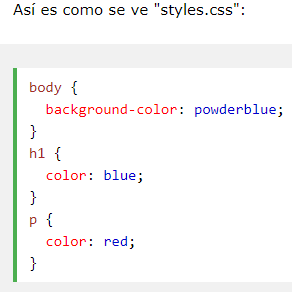 Así es como se ve "styles.css":
body {
  background-color: powderblue;
}
h1 {
  color: blue;
}
p {
  color: red;
}